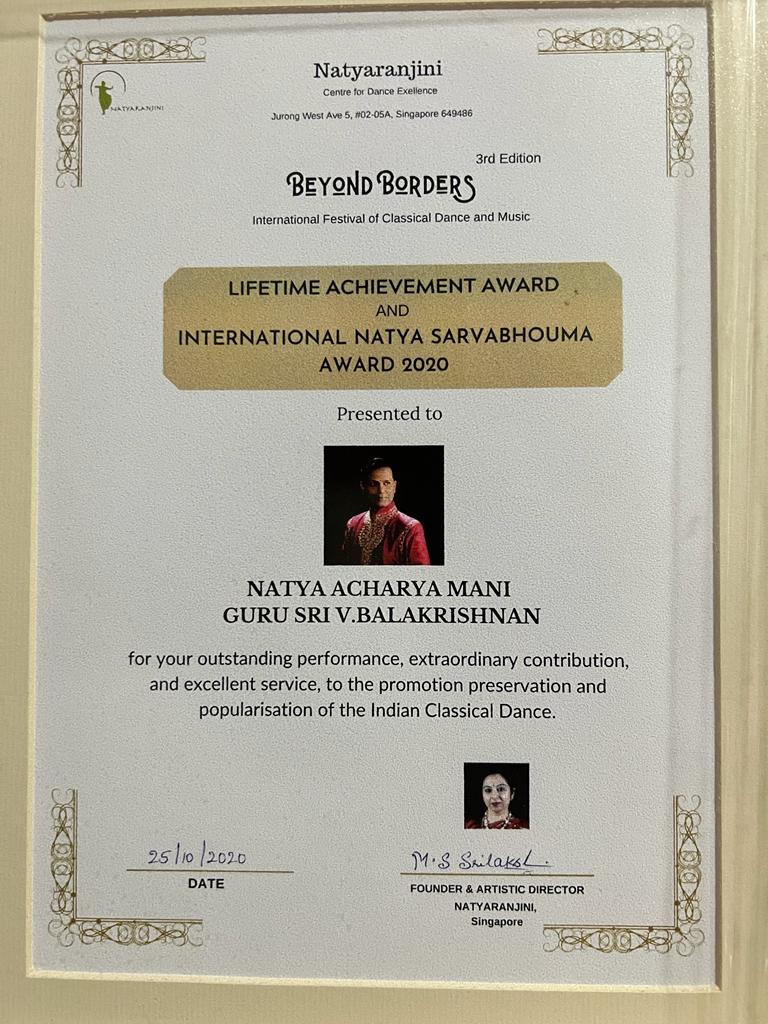 NATYARANJINI
Natyaranjini
Centre for Dance Exellence
Jurong West Ave 5, #02-05A, Singapore 649486
3rd Edition
BEYOND BORDERS
International Festival of Classical Dance and Music
LIFETIME ACHIEVEMENT AWARD
AND
INTERNATIONAL NATYA SARVABHOUMA
AWARD 2020
Presented to
NATYA ACHARYA MANI
GURU SRI V.BALAKRISHNAN
for your outstanding performance, extraordinary contribution,
and excellent service, to the promotion preservation and
popularisation of the Indian Classical Dance.
25/10/2020
DATE
M.S
FOUNDER & ARTISTIC DIRECTOR
NATYARANJINI,
Singapore